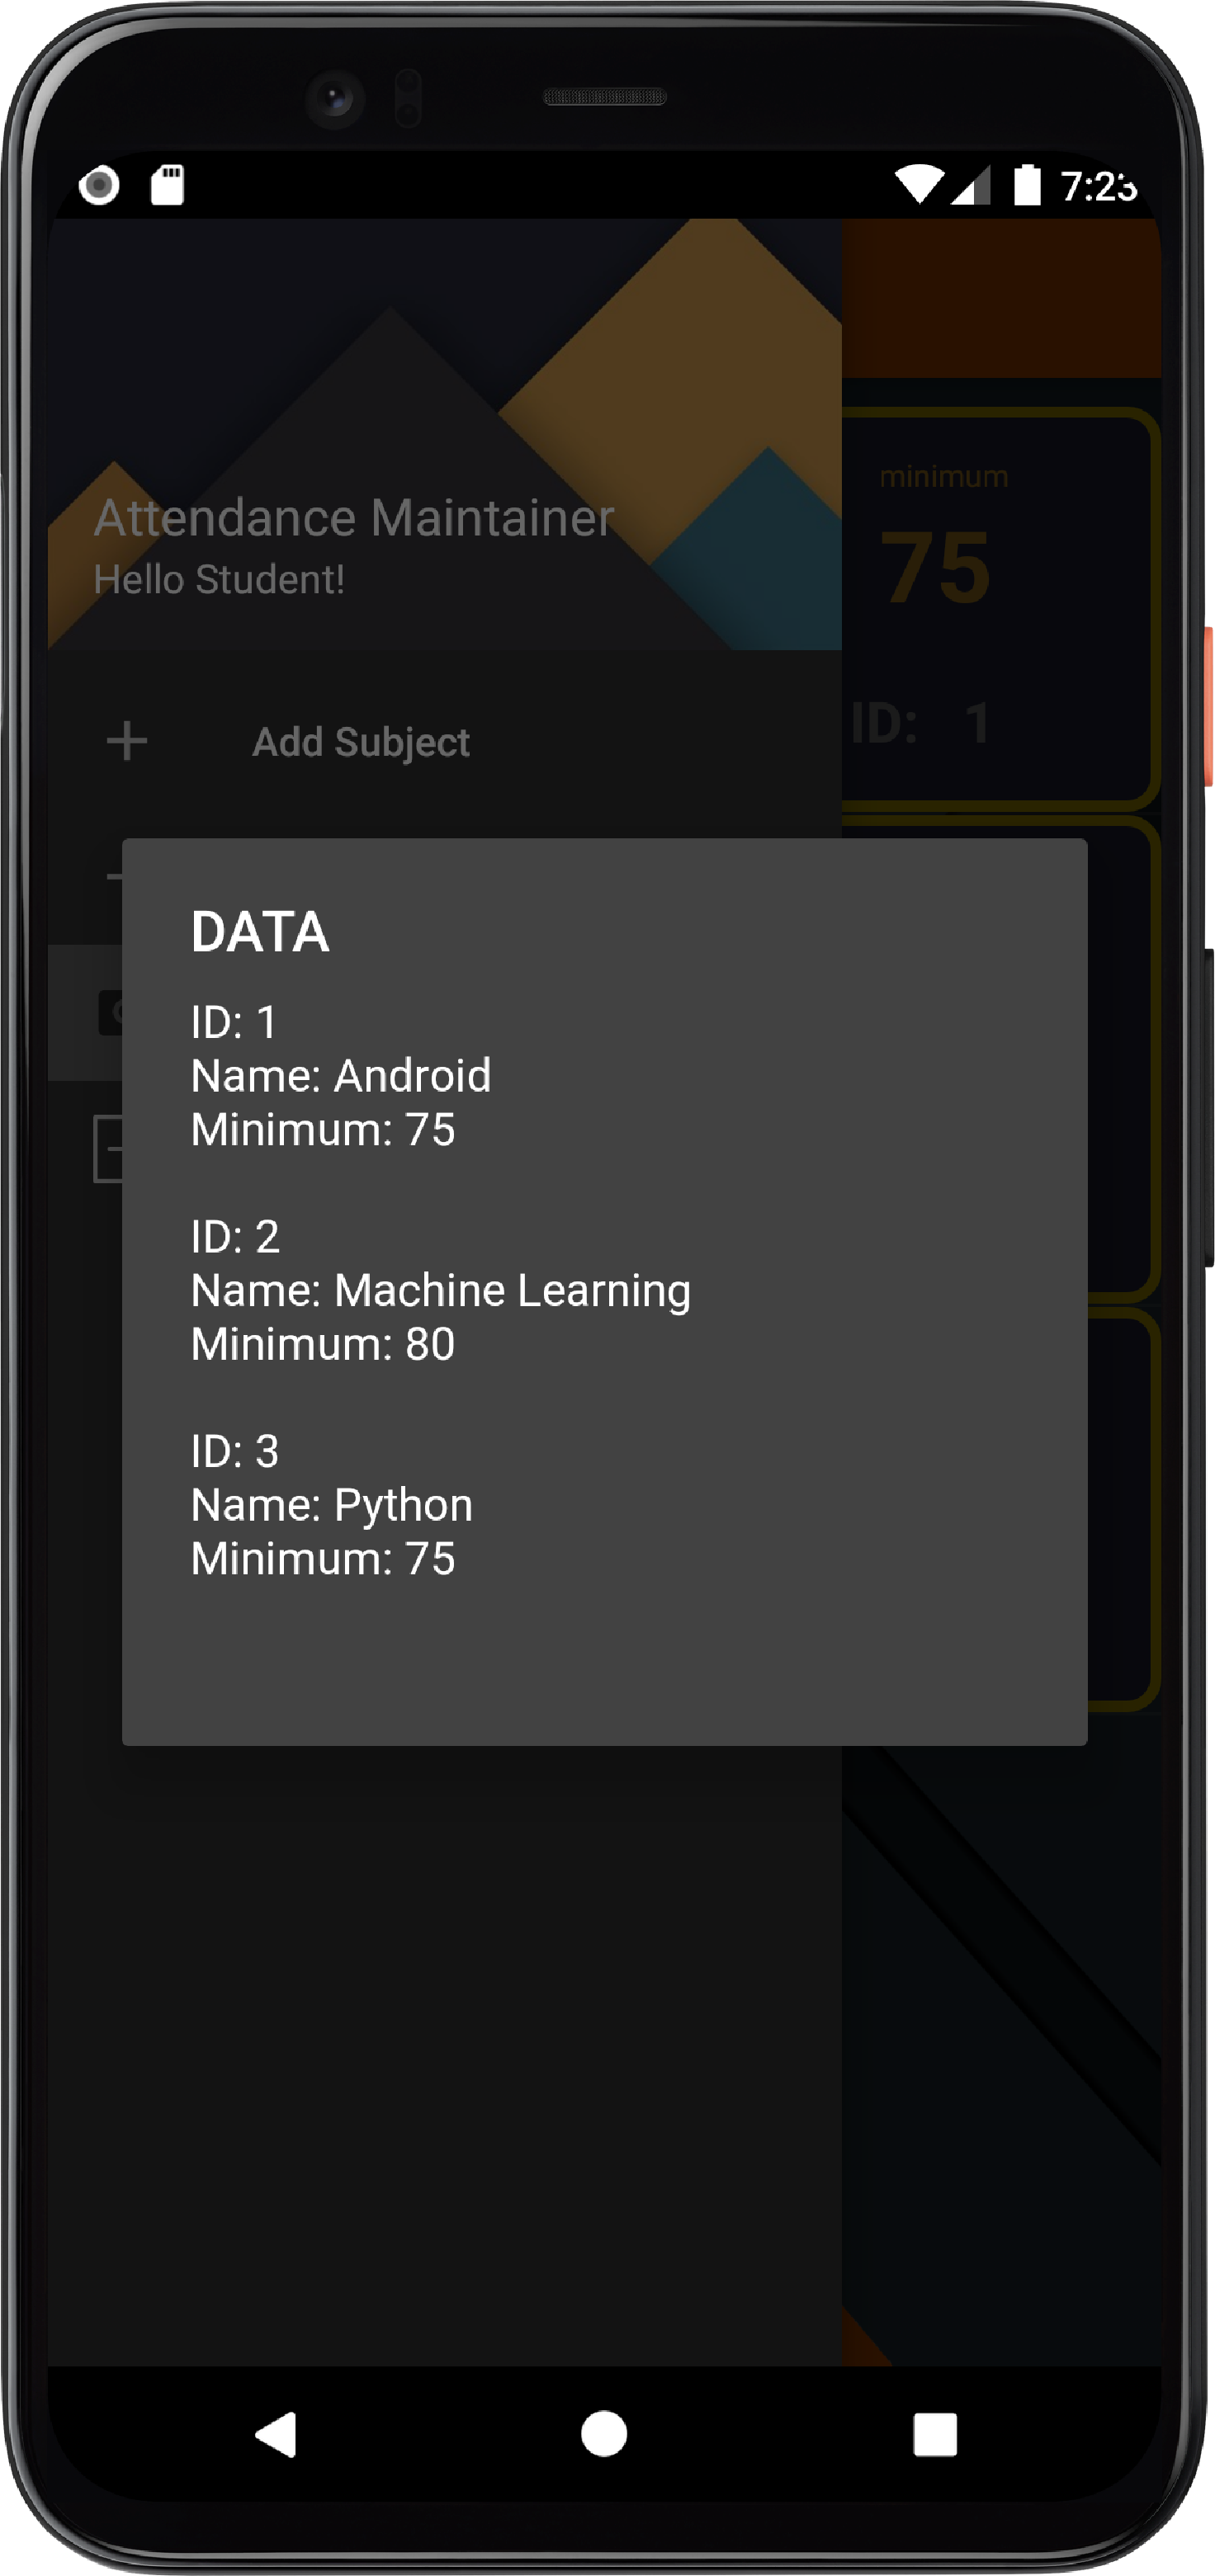 7:23
minimum
75
Attendance Maintainer
Hello Student!
ID: 1
Add Subject
DATA
ID: 1
Name: Android
Minimum: 75
ID: 2
Name: Machine Learning
Minimum: 80
ID: 3
Name: Python
Minimum: 75